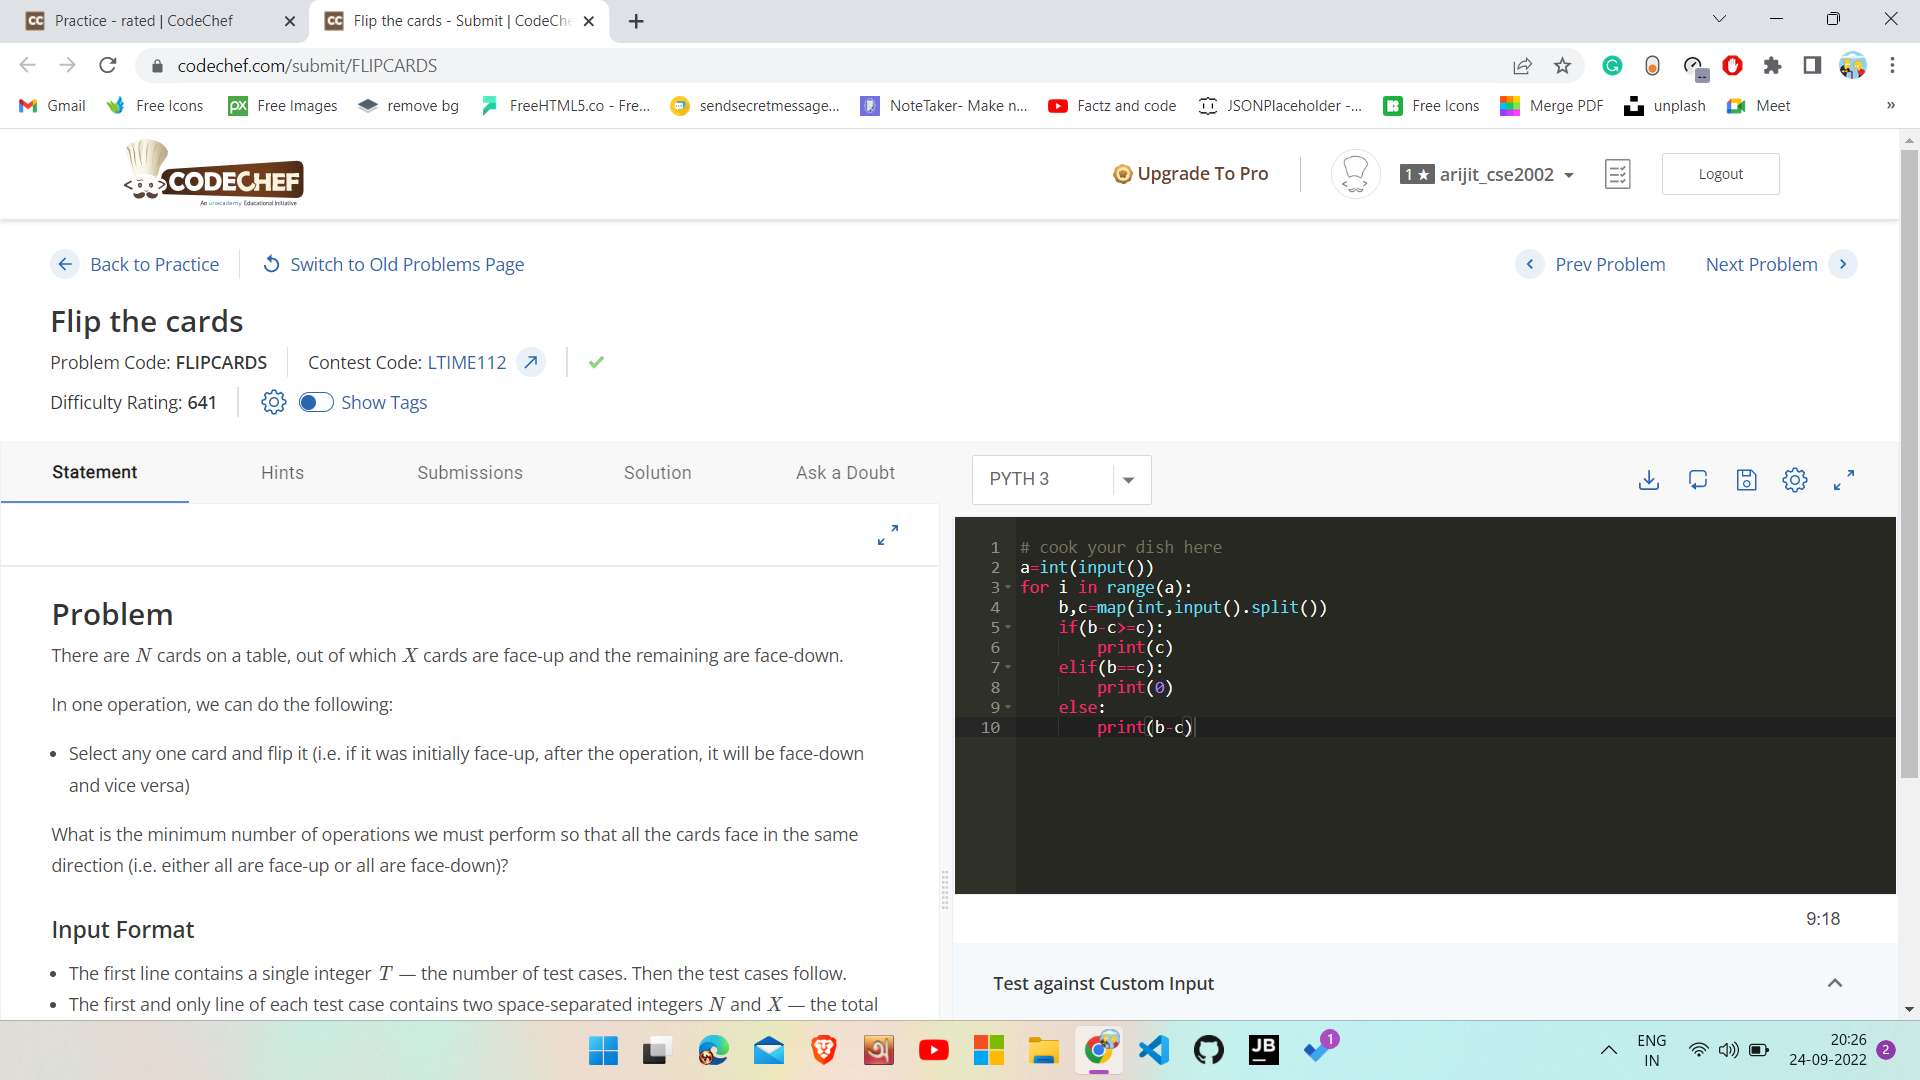 Practice - rated | CodeChef
Flip the cards - Submit | CodeChe
codechef.com/submit/FLIPCARDS
Gmail
Free Icons
Free Images
remove bg
FreeHTML5.co - Fre...
sendsecretmessage...
NoteTaker- Make n...
Factz and code
JSONPlaceholder -...
Free Icons
Merge PDF
unplash
Meet
»
CODECHEF
An unacademy Educational Initiative
Upgrade To Pro
1★ arijit_cse2002
Logout
Back to Practice
Switch to Old Problems Page
Prev Problem
Next Problem
Flip the cards
Problem Code: FLIPCARDS
Contest Code: LTIME112
Difficulty Rating: 641
Show Tags
Statement
Hints
Submissions
Solution
Ask a Doubt
PYTH 3
Problem
There are N cards on a table, out of which X cards are face-up and the remaining are face-down.
In one operation, we can do the following:
• Select any one card and flip it (i.e. if it was initially face-up, after the operation, it will be face-down
and vice versa)
What is the minimum number of operations we must perform so that all the cards face in the same
direction (i.e. either all are face-up or all are face-down)?
Input Format
• The first line contains a single integer T — the number of test cases. Then the test cases follow.
• The first and only line of each test case contains two space-separated integers N and X — the total
1 # cook your dish here
2 a=int(input())
3 for i in range(a):
4     b,c=map(int,input().split())
5     if(b-c>=c):
6         print(c)
7     elif(b==c):
8         print(0)
9     else:
10         print(b-c)
9:18
Test against Custom Input
JB
1
ENG
IN
20:26
24-09-2022
2